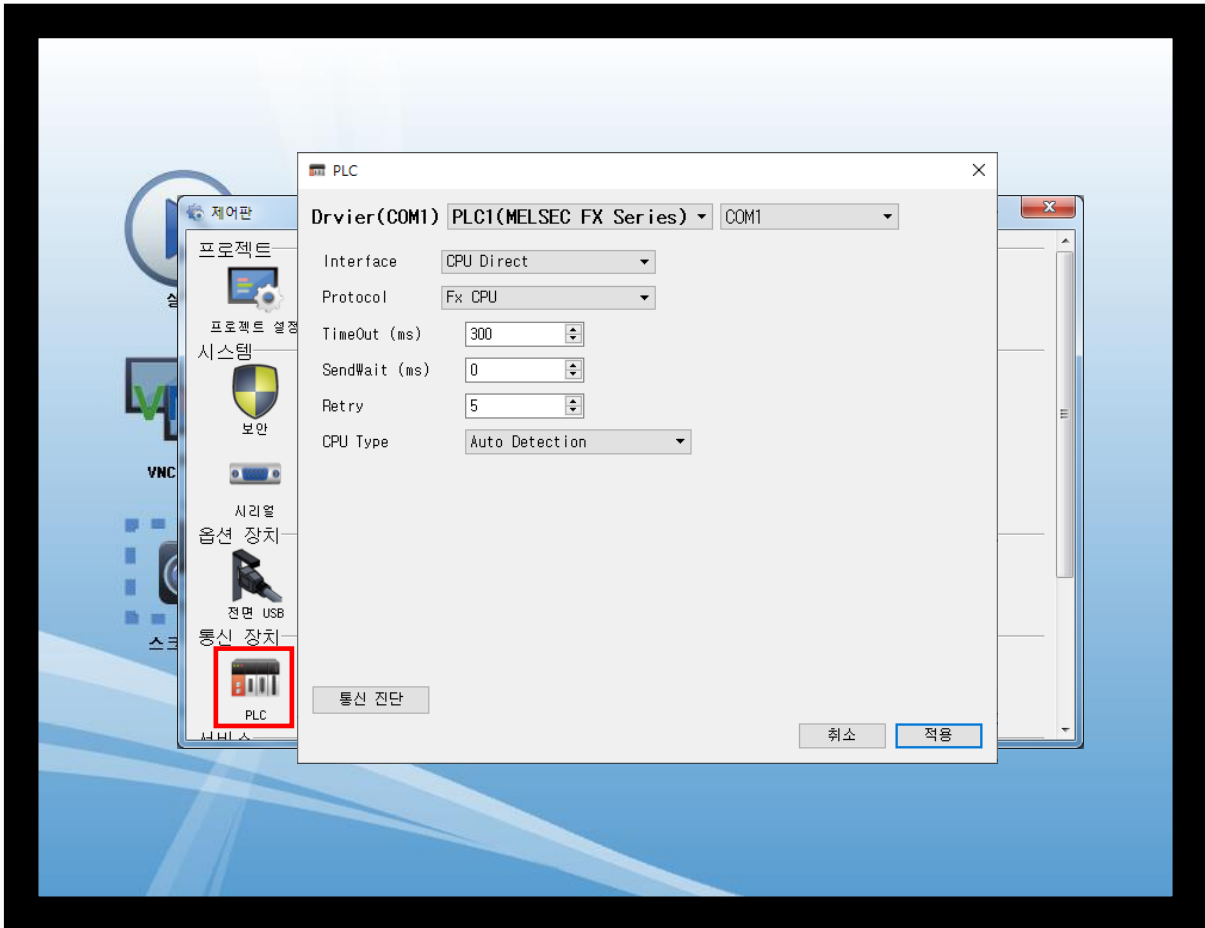 PLC
제어판
Drvier(COM1) PLC1(MELSEC FX Series) COM1
프로젝트
Interface CPU Direct
Protocol Fx CPU
프로젝트 설정
TimeOut (ms) 300
시스템
SendWait (ms) 0
Retry 5
보안
CPU Type Auto Detection
VNC
시리얼
옵션 장치
전면 USB
통신 장치
통신 진단
PLC
취소 적용